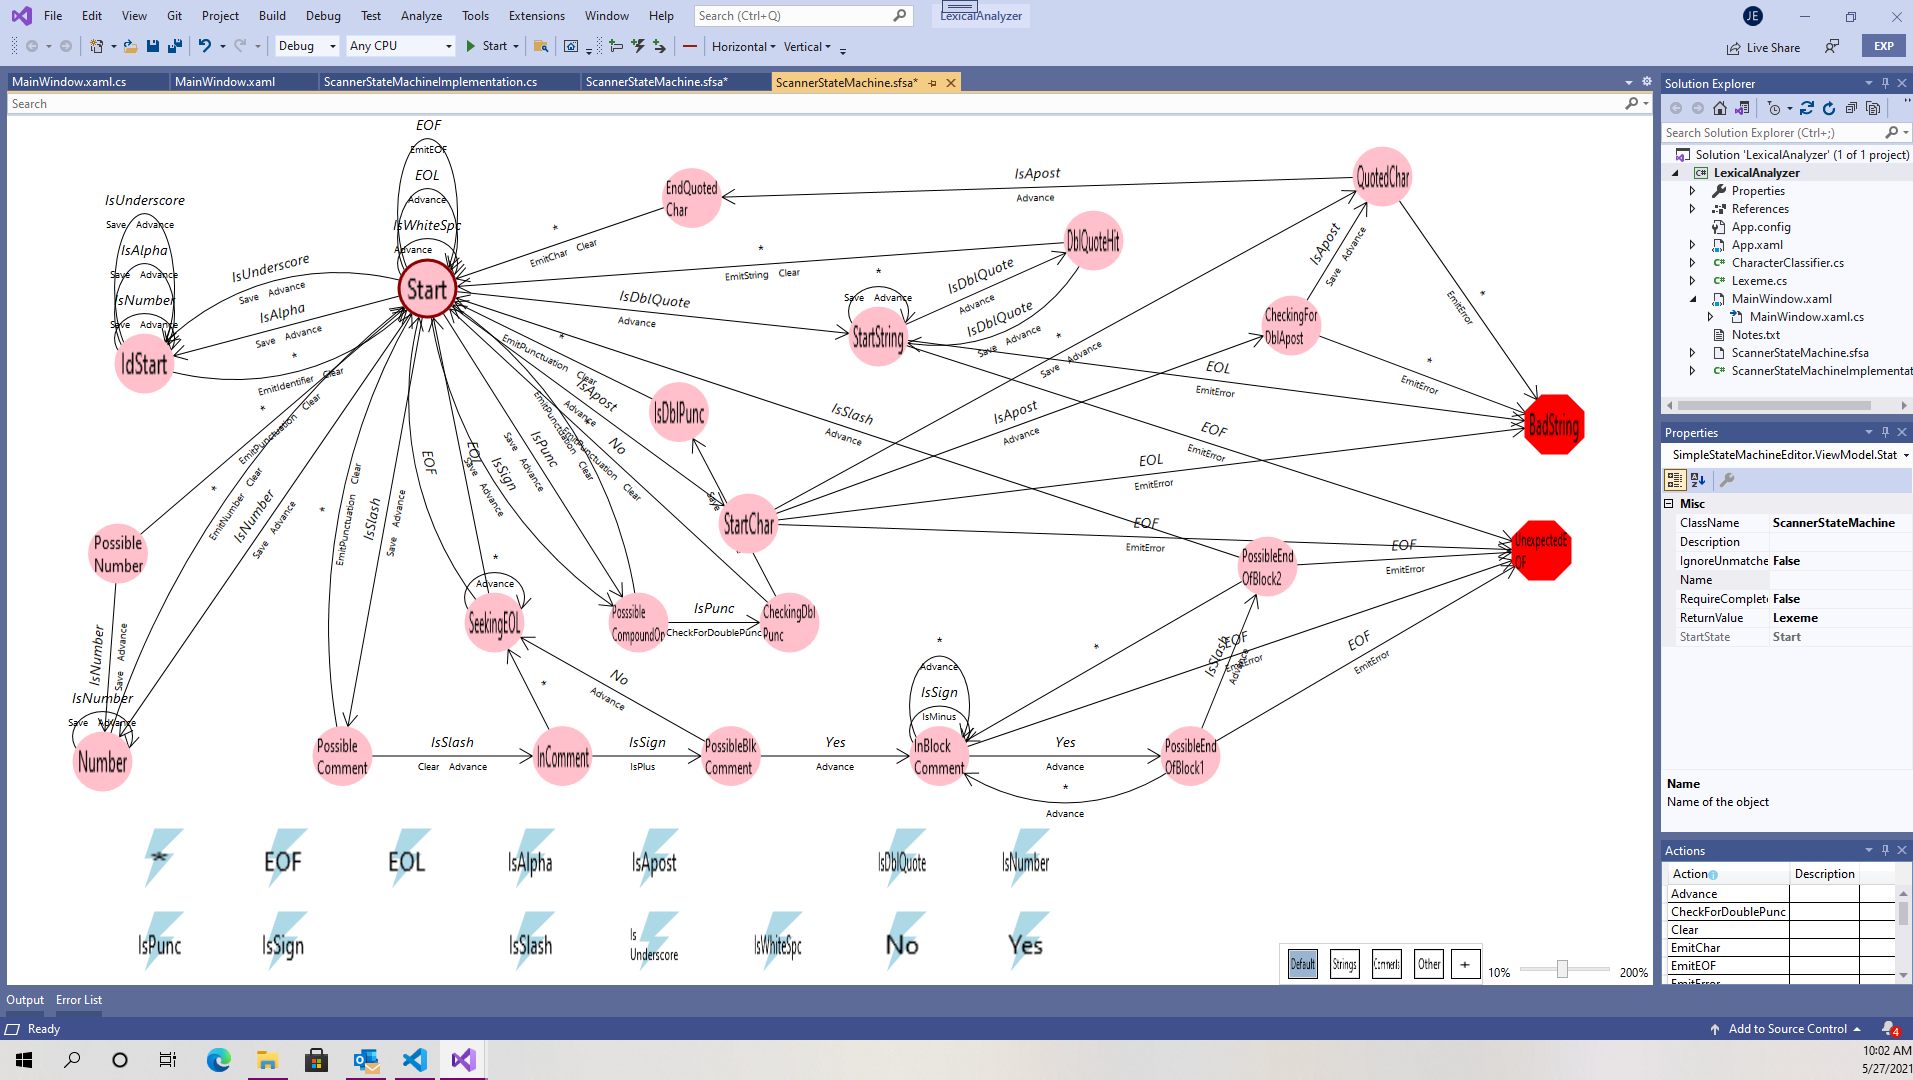 File Edit View Git Project Build Debug Test Analyze Tools Extensions Window Help Search (Ctrl+Q) LexicalAnalyzer JE
Debug Any CPU Start Horizontal Vertical Live Share EXP
MainWindow.xaml.cs MainWindow.xaml ScannerStateMachineImplementation.cs ScannerStateMachine.sfsa* ScannerStateMachine.sfsa*
Search
EOF
EmitEOF
EOL
Advance
IsWhiteSpc
Advance
Start
IsUnderscore
Save Advance
IsAlpha
Save Advance
IsNumber
Save Advance
IdStart
IsUnderscore
Save Advance
IsAlpha
Save Advance
*
EmitIdentifier Clear
EndQuoted
Char
*
EmitChar Clear
IsApost
Advance
QuotedChar
DblQuoteHit
*
EmitString Clear
IsDblQuote
Advance
*
Save Advance
StartString
IsDblQuote
Advance
IsDblQuote
Save Advance
IsApost
Save Advance
CheckingFor
DblApost
*
EmitError
*
EmitError
*
Save Advance
EOL
EmitError
BadString
*
EmitPunctuation Clear
IsApost
Advance
IsDblPunc
IsSlash
Advance
IsApost
Advance
EOF
EmitError
EOL
EmitError
*
EmitPunctuation Clear
*
EmitNumber Clear
IsNumber
Save Advance
*
EmitPunctuation Clear
IsSlash
Save Advance
EOF
EOL
Save Advance
IsSign
IsPunc
Save Advance
EmitPunctuation Clear
No
EmitPunctuation Clear
Save
StartChar
EOF
EmitError
UnexpectedE
OF
Possible
Number
IsNumber
Save Advance
IsNumber
Save Advance
Number
*
Advance
SeekingEOL
Posssible
CompoundOp
IsPunc
CheckForDoublePunc
CheckingDbl
Punc
PossibleEnd
OfBlock2
EOF
EmitError
*
EOF
EmitError
IsSlash
Advance
EOF
EmitError
*
Advance
IsSign
IsMinus
*
No
Advance
Possible
Comment
IsSlash
Clear Advance
InComment
IsSign
IsPlus
PossibleBlk
Comment
Yes
Advance
InBlock
Comment
Yes
Advance
PossibleEnd
OfBlock1
*
Advance
* EOF EOL IsAlpha IsApost IsDblQuote IsNumber
IsPunc IsSign IsSlash Is
Underscore IsWhiteSpc No Yes
Default Strings Comments Other + 10% 200%
Solution Explorer
Search Solution Explorer (Ctrl+;)
Solution 'LexicalAnalyzer' (1 of 1 project)
LexicalAnalyzer
Properties
References
App.config
App.xaml
CharacterClassifier.cs
Lexeme.cs
MainWindow.xaml
MainWindow.xaml.cs
Notes.txt
ScannerStateMachine.sfsa
ScannerStateMachineImplementat
Properties
SimpleStateMachineEditor.ViewModel.Stat
Misc
ClassName ScannerStateMachine
Description
IgnoreUnmatche False
Name
RequireComplet False
ReturnValue Lexeme
StartState Start
Name
Name of the object
Actions
Action Description
Advance
CheckForDoublePunc
Clear
EmitChar
EmitEOF
EmitError
Output Error List
Ready Add to Source Control 4
10:02 AM
5/27/2021